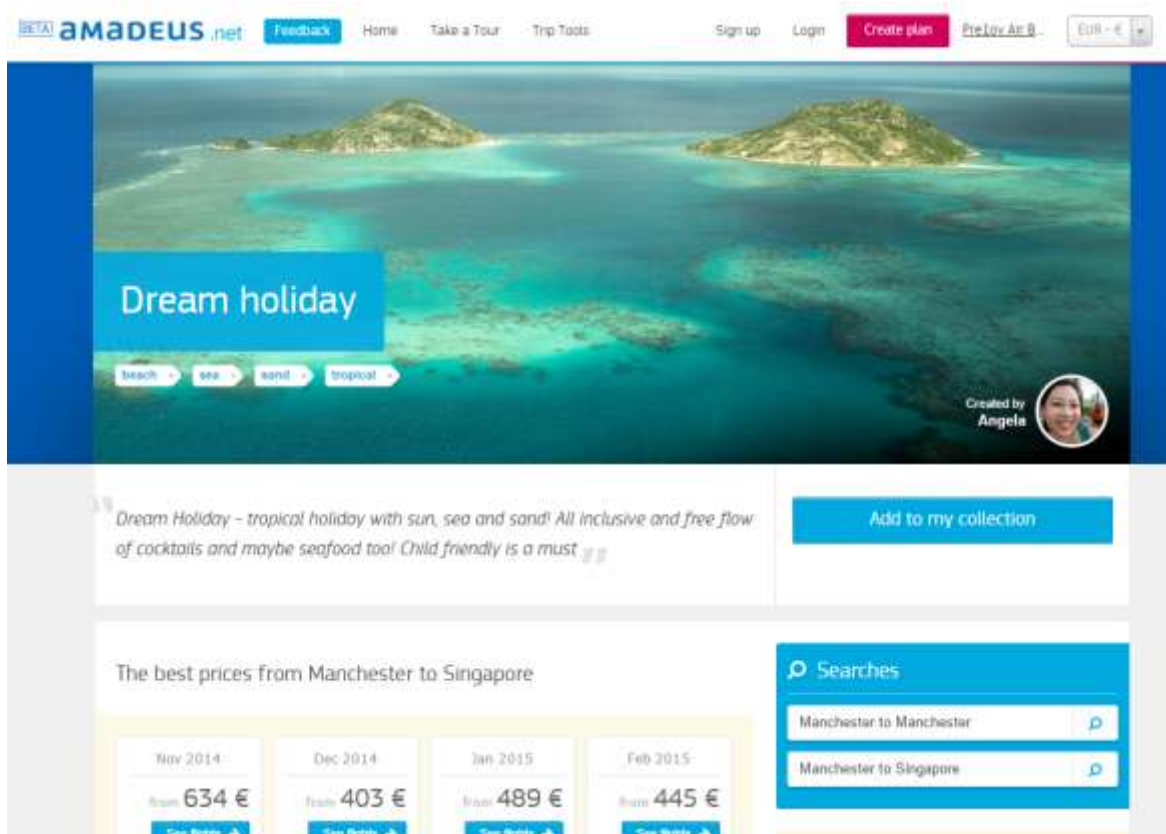 BETA amadeus.net
Feedback
Home
Take a Tour
Trip Tools
Sign up
Login
Create plan
EUR - €
Dream holiday
beach
sea
sand
tropical
Created by
Angela
"Dream Holiday – tropical holiday with sun, sea and sand! All inclusive and free flow
of cocktails and maybe seafood too! Child friendly is a must"
Add to my collection
The best prices from Manchester to Singapore
Searches
Manchester to Manchester
Manchester to Singapore
Nov 2014
Dec 2014
Jan 2015
Feb 2015
from 634 €
from 403 €
from 489 €
from 445 €